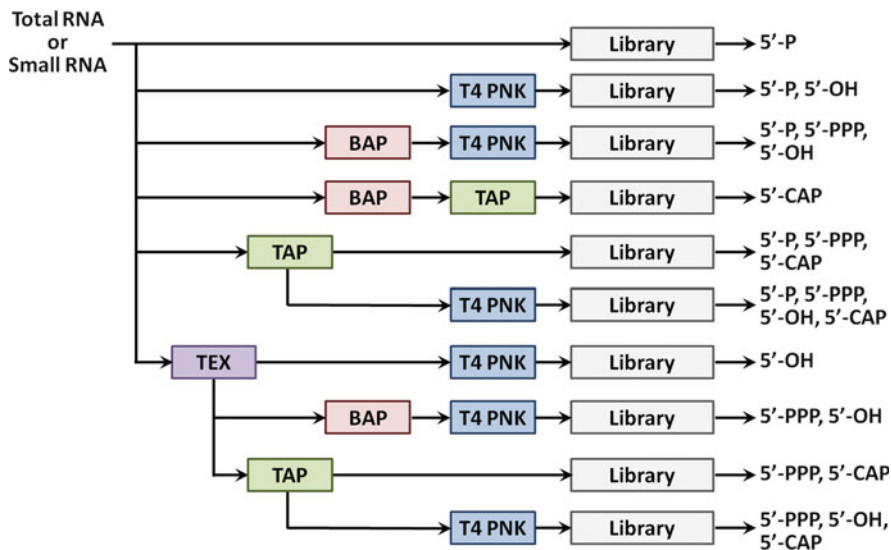 Total RNA
or
Small RNA
Library
5'-P
T4 PNK
Library
5'-P, 5'-OH
BAP
T4 PNK
Library
5'-P, 5'-PPP,
5'-OH
BAP
TAP
Library
5'-CAP
TAP
Library
5'-P, 5'-PPP,
5'-CAP
T4 PNK
Library
5'-P, 5'-PPP,
5'-OH, 5'-CAP
TEX
T4 PNK
Library
5'-OH
BAP
T4 PNK
Library
5'-PPP, 5'-OH
TAP
Library
5'-PPP, 5'-CAP
T4 PNK
Library
5'-PPP, 5'-OH,
5'-CAP